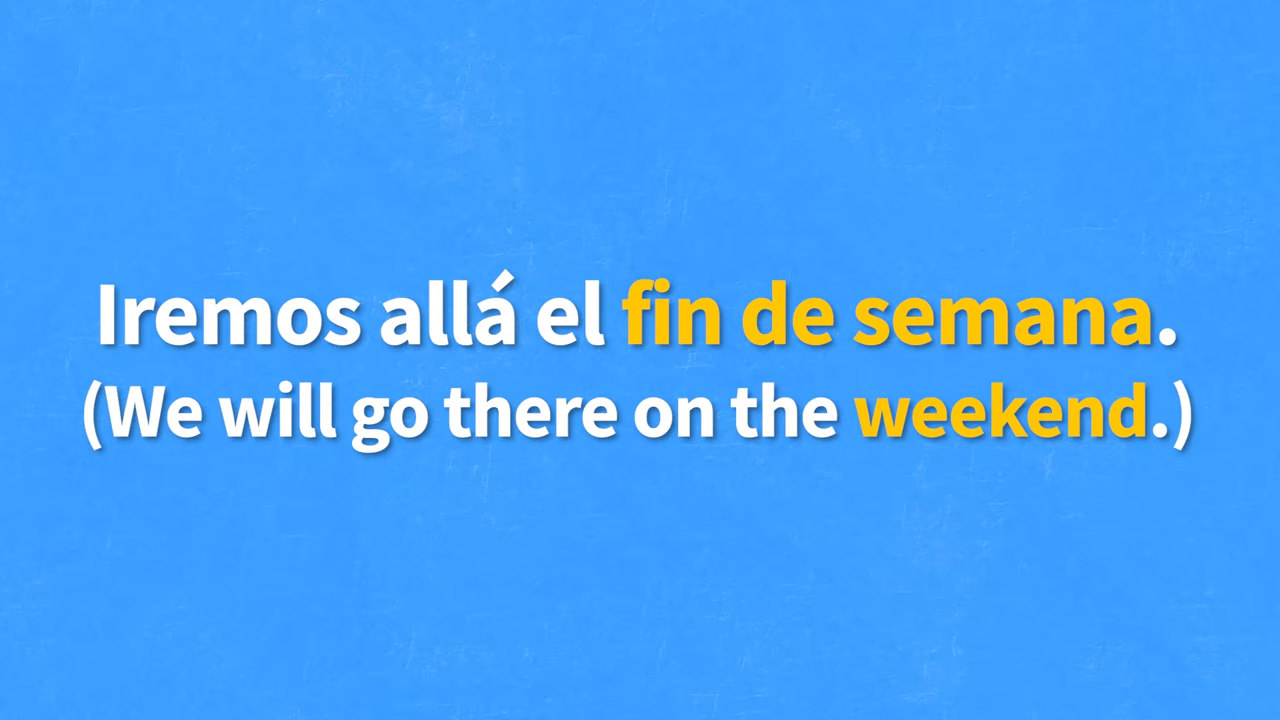 Iremos allá el fin de semana.
(We will go there on the weekend.)